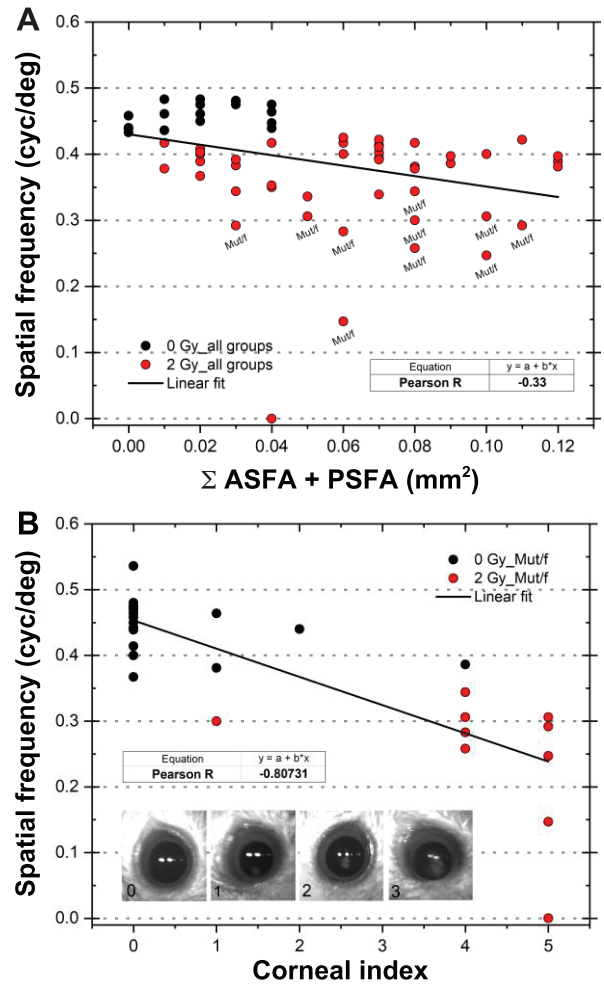 A
0.6
0.5
0.4
0.3
0.2
0.1
0.0
Spatial frequency (cyc/deg)
Mut/f
Mut/f
Mut/f
Mut/f
Mut/f
Mut/f
Mut/f
Mut/f
Mut/f
Mut/f
0 Gy_all groups
2 Gy_all groups
Linear fit
Equation y = a + b*x
Pearson R -0.33
0.00 0.02 0.04 0.06 0.08 0.10 0.12
Σ ASFA + PSFA (mm²)
B
0.6
0.5
0.4
0.3
0.2
0.1
0.0
Spatial frequency (cyc/deg)
0 Gy_Mut/f
2 Gy_Mut/f
Linear fit
Equation y = a + b*x
Pearson R -0.80731
0 1 2 3
0 1 2 3 4 5
Corneal index